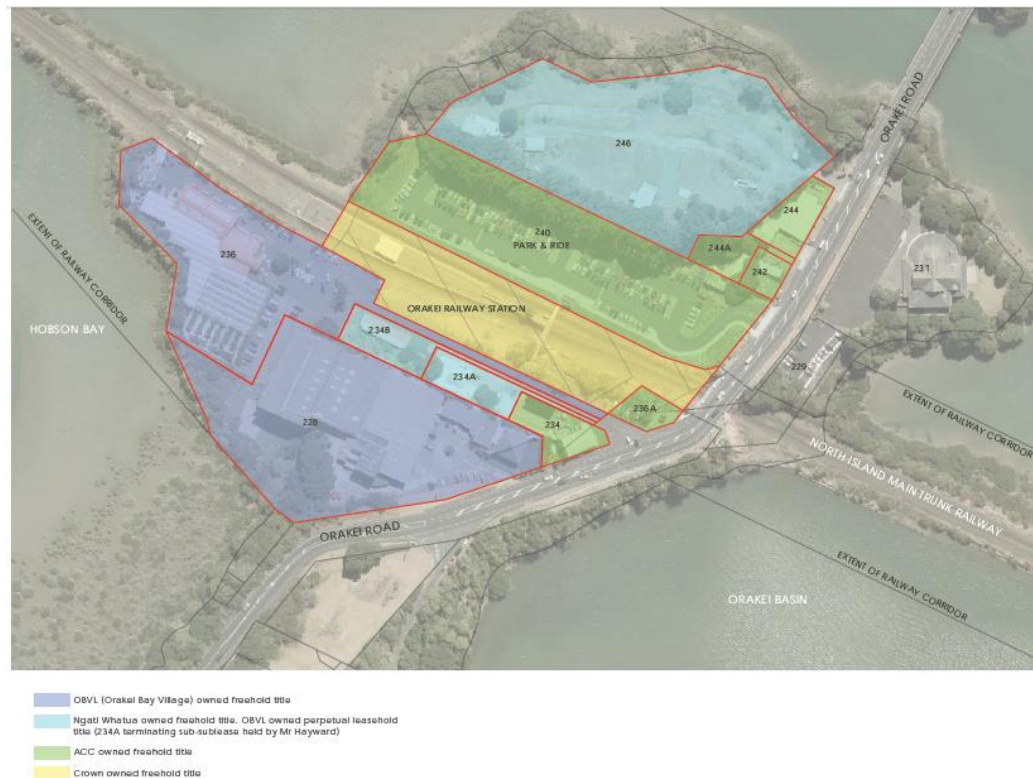 ORAKEI ROAD
246
244
240
PARK & RIDE
244A
242
231
236
EXTENT OF RAILWAY CORRIDOR
HOBSON BAY
ORAKEI RAILWAY STATION
234B
234A
229
236A
234
228
EXTENT OF RAILWAY CORRIDOR
NORTH ISLAND MAIN TRUNK RAILWAY
ORAKEI ROAD
EXTENT OF RAILWAY CORRIDOR
ORAKEI BASIN
OBVL (Orakei Bay Village) owned freehold title
Ngati Whatua owned freehold title. OBVL owned perpetual leasehold
title (234A terminating sub-sublease held by Mr Hayward)
ACC owned freehold title
Crown owned freehold title